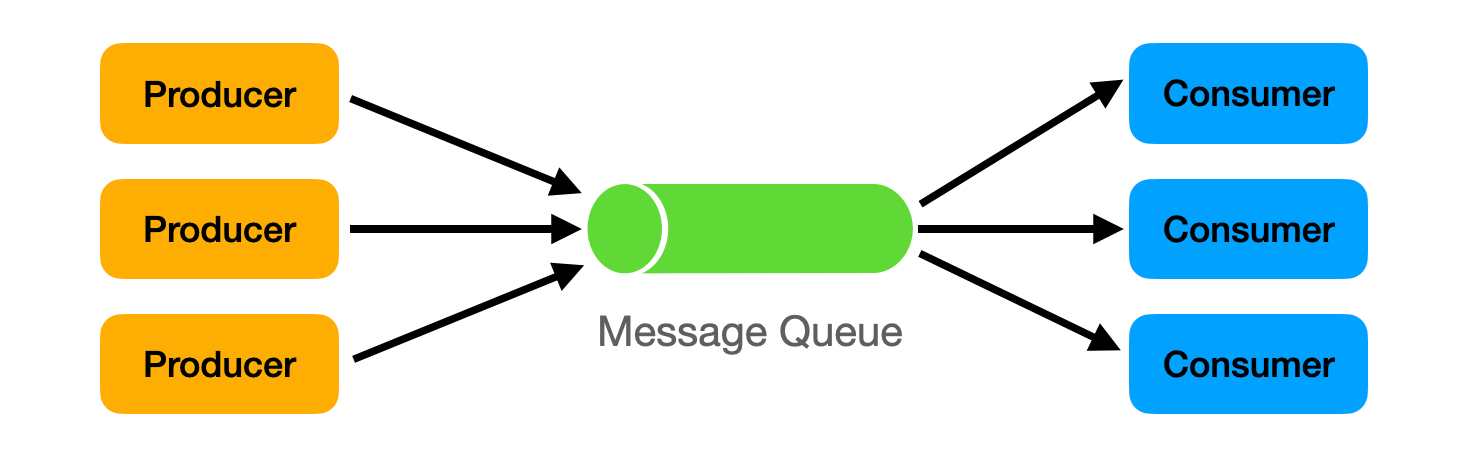 Producer
Producer
Producer
Message Queue
Consumer
Consumer
Consumer